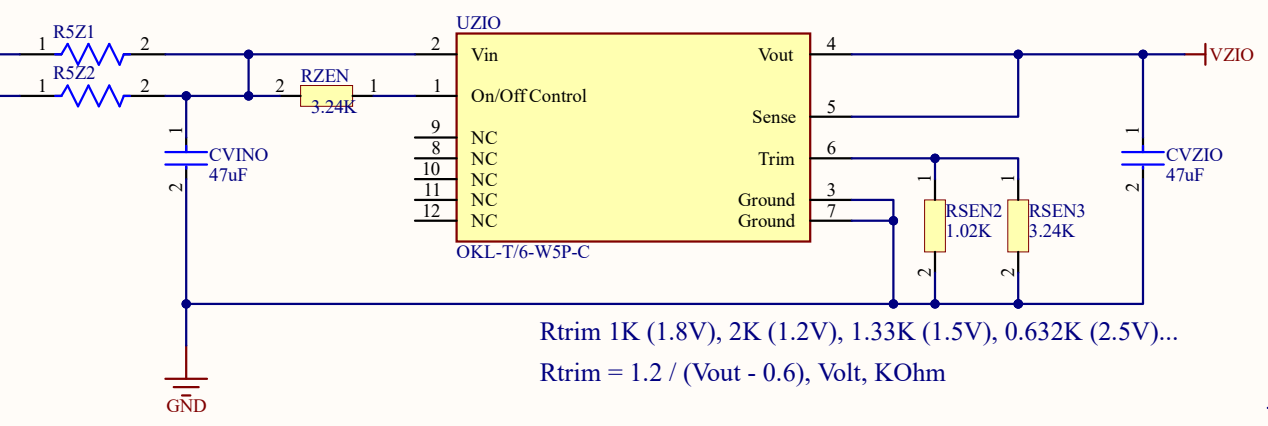 UZIO
R5Z1
1 2
2 Vin
Vout 4
VZIO
R5Z2
1 2
RZEN
2 1
3.24K
1 On/Off Control
Sense 5
9 NC
8 NC
10 NC
11 NC
12 NC
Trim 6
Ground 3
Ground 7
1
CVINO
47uF
2
1
RSEN2
1.02K
2
1
RSEN3
3.24K
2
1
CVZIO
47uF
2
OKL-T/6-W5P-C
Rtrim 1K (1.8V), 2K (1.2V), 1.33K (1.5V), 0.632K (2.5V)...
Rtrim = 1.2 / (Vout - 0.6), Volt, KOhm
GND